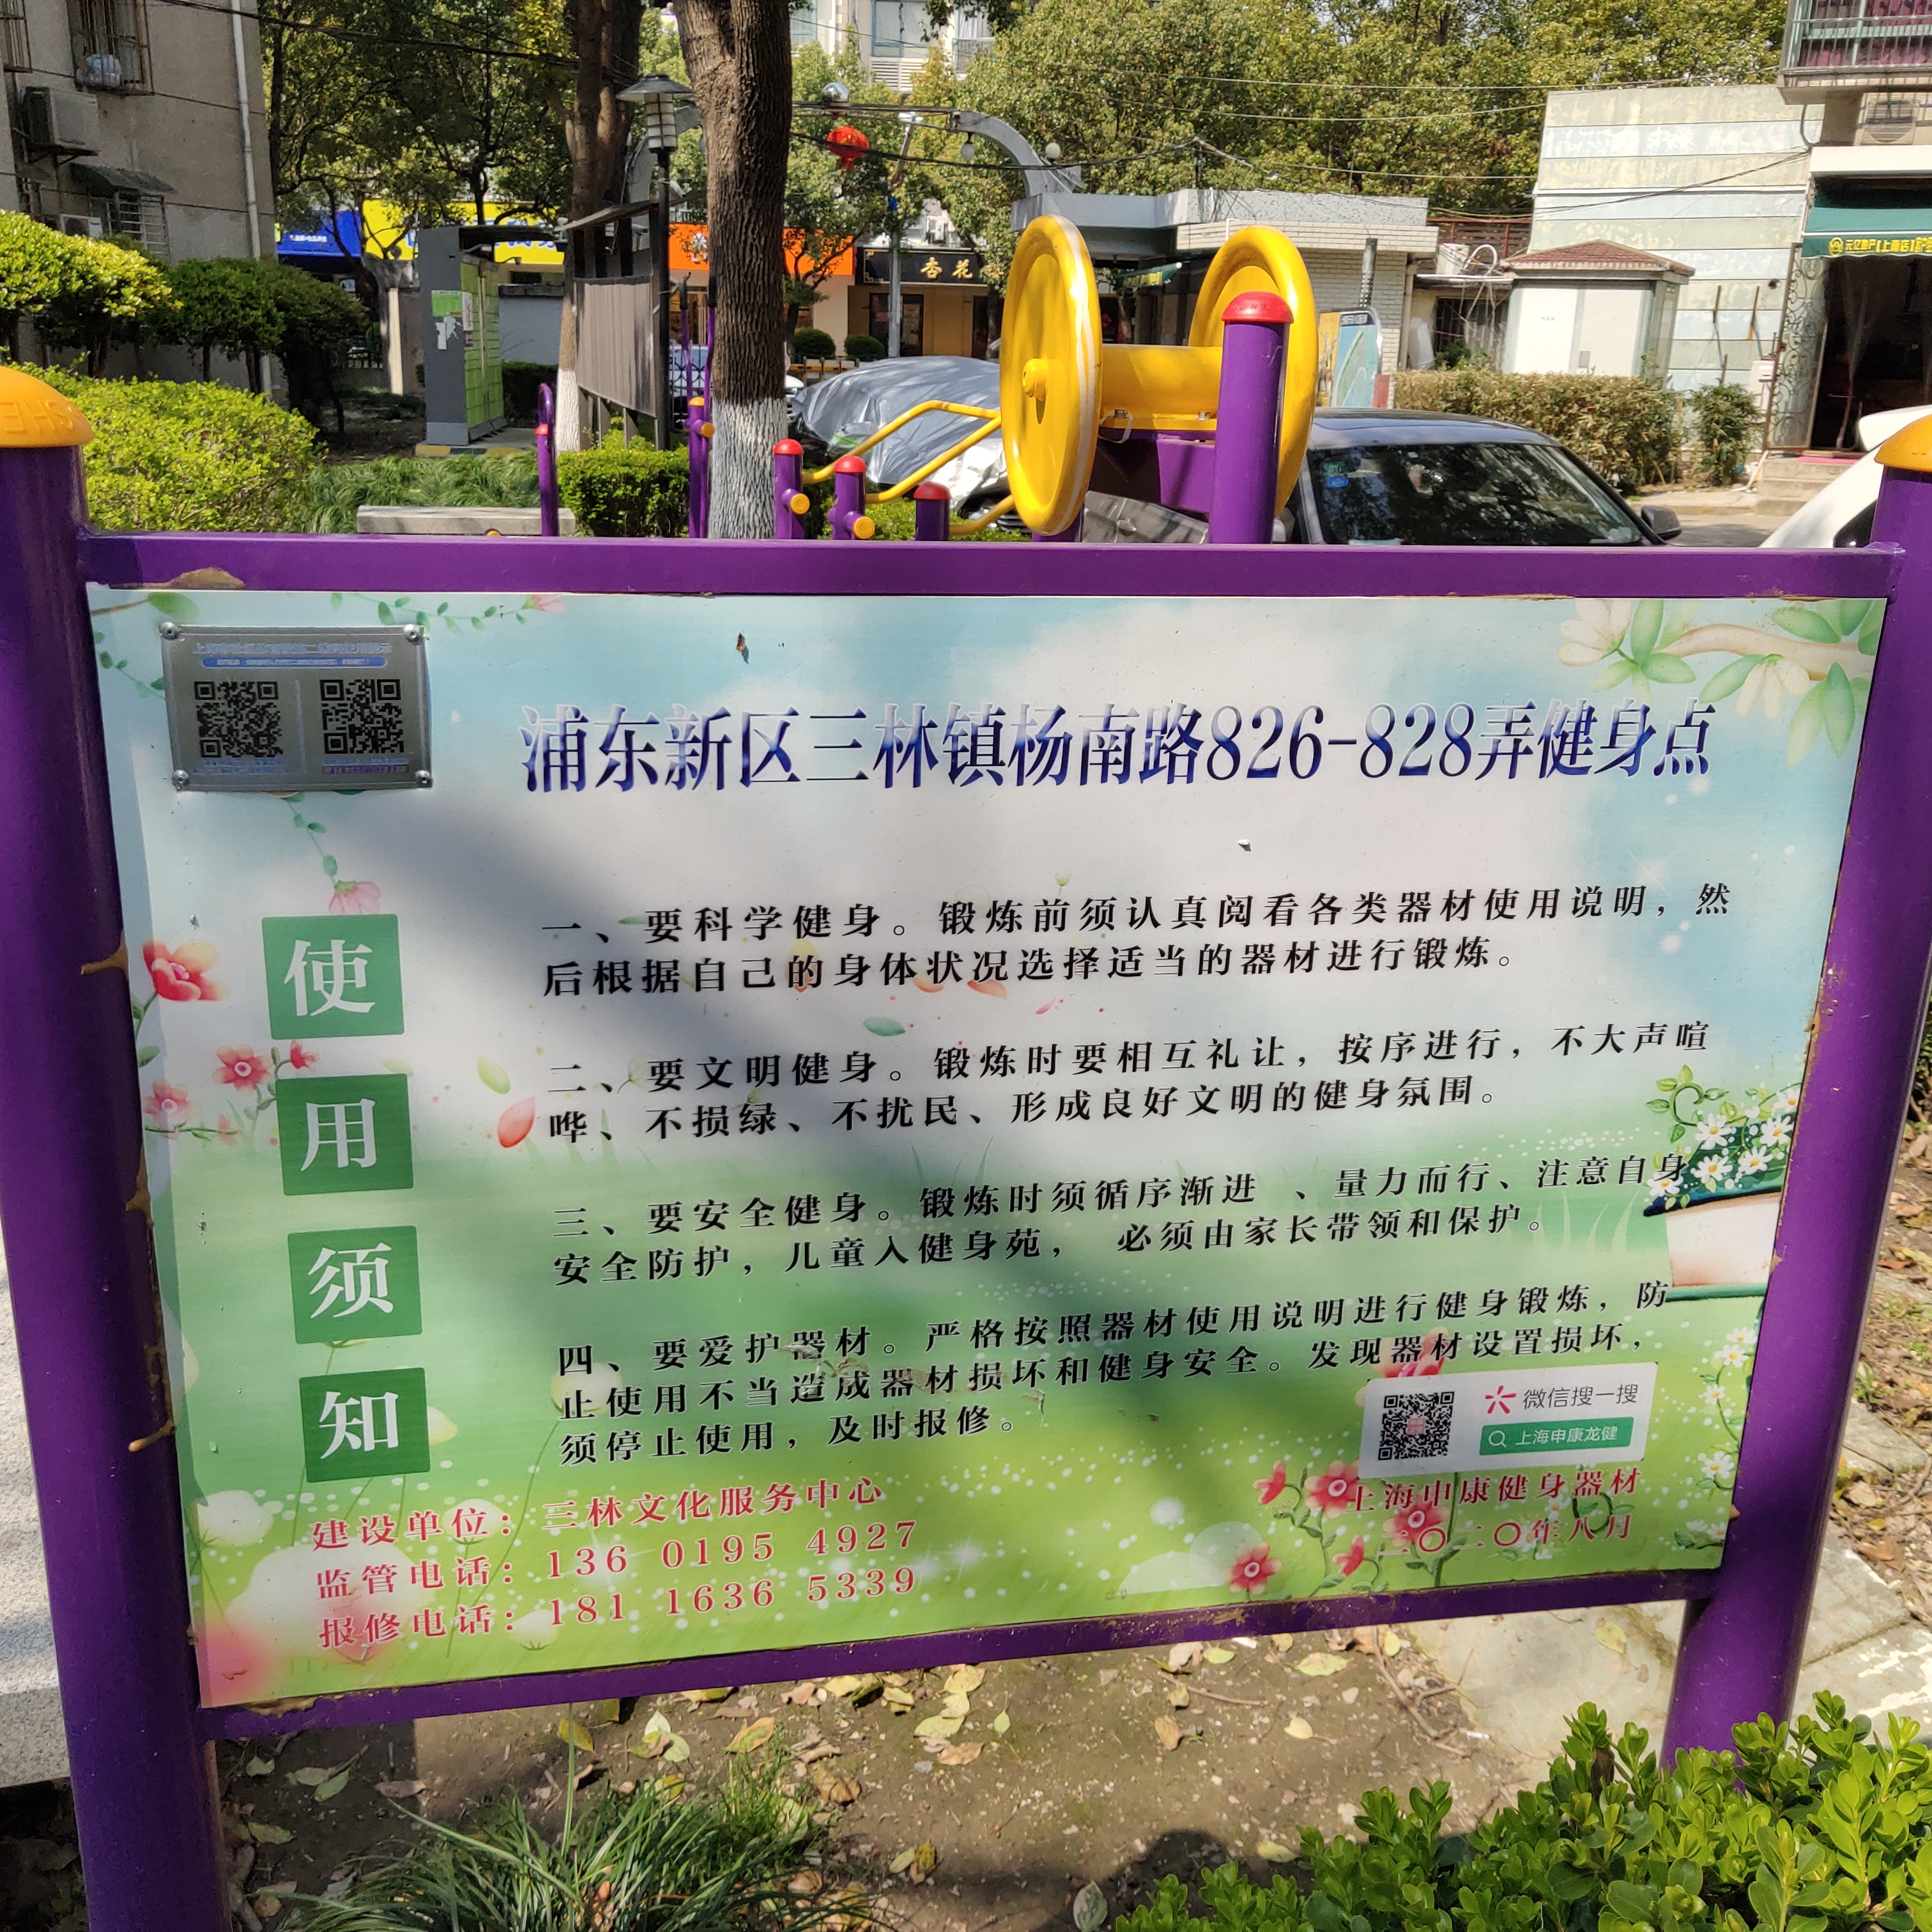 杏花
浦东新区三林镇杨南路826-828弄健身点
使用须知
一、要科学健身。锻炼前须认真阅看各类器材使用说明，然
后根据自己的身体状况选择适当的器材进行锻炼。
二、要文明健身。锻炼时要相互礼让，按序进行，不大声喧
哗、不损绿、不扰民、形成良好文明的健身氛围。
三、要安全健身。锻炼时须循序渐进 、量力而行、注意自身
安全防护，儿童入健身苑， 必须由家长带领和保护。
四、要爱护器材。严格按照器材使用说明进行健身锻炼，防
止使用不当造成器材损坏和健身安全。发现器材设置损坏，
须停止使用，及时报修。
微信搜一搜
上海申康龙健
建设单位：三林文化服务中心
监管电话：136 0195 4927
报修电话：181 1636 5339
上海申康健身器材
二〇二〇年八月